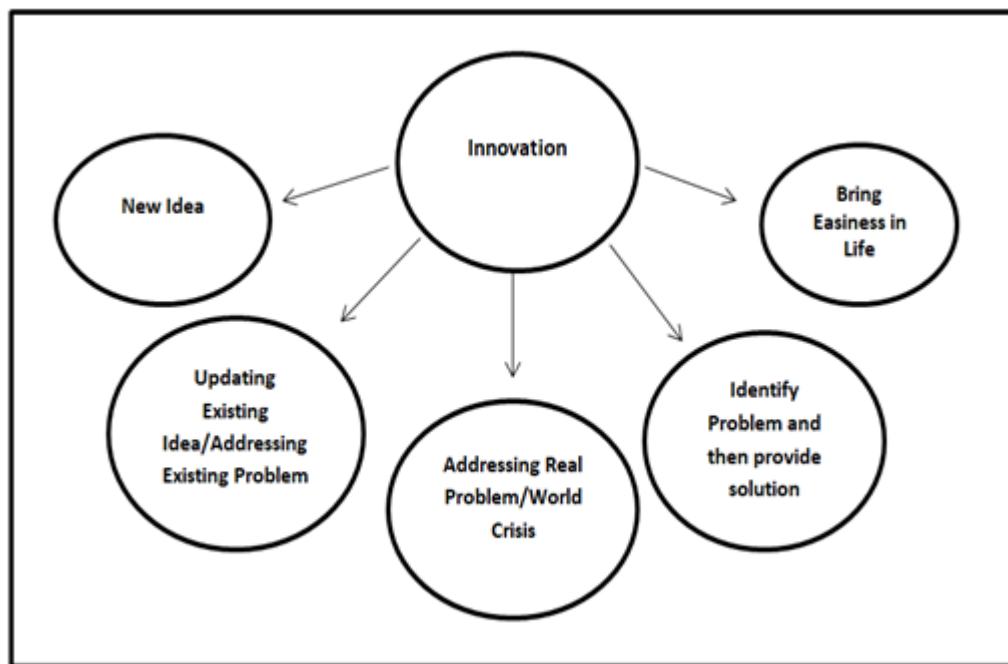 Innovation
New Idea
Bring
Easiness in
Life
Updating
Existing
Idea/Addressing
Existing Problem
Addressing Real
Problem/World
Crisis
Identify
Problem and
then provide
solution